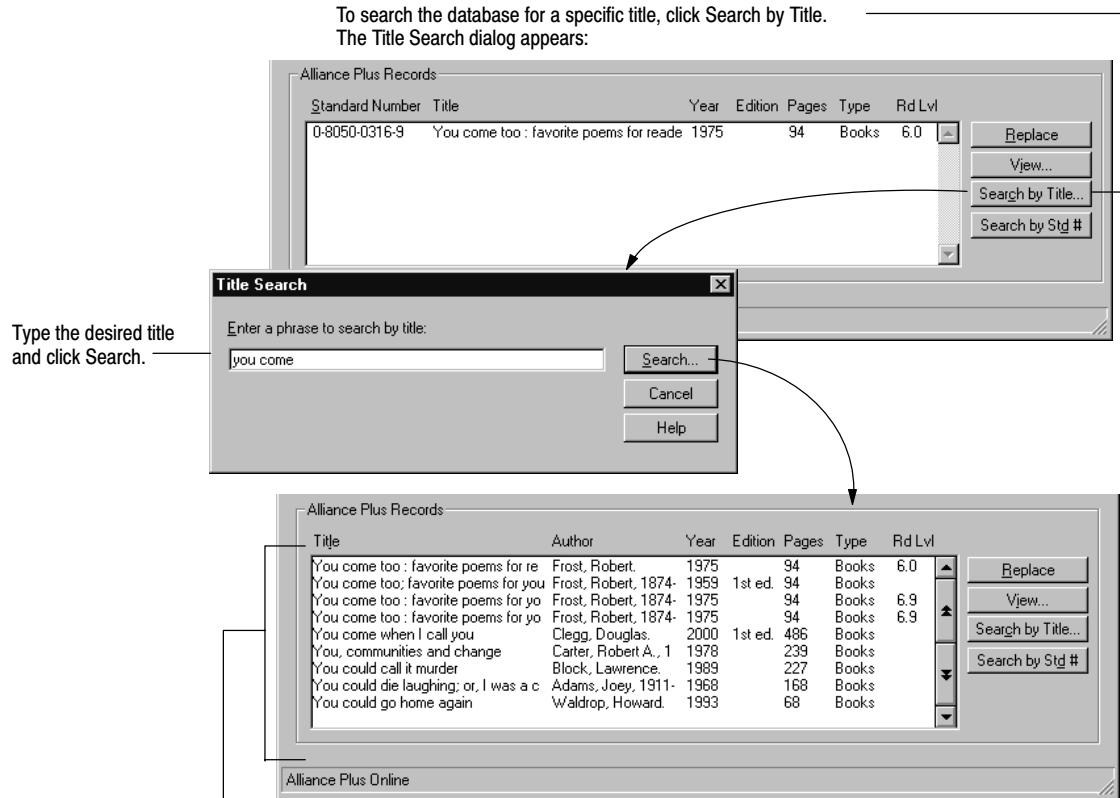 To search the database for a specific title, click Search by Title.
The Title Search dialog appears:
Alliance Plus Records
Standard Number Title Year Edition Pages Type Rd Lvl
0-8050-0316-9 You come too : favorite poems for reade 1975 94 Books 6.0
Replace
View...
Search by Title...
Search by Std #
Title Search
Enter a phrase to search by title:
you come
Search...
Cancel
Help
Type the desired title
and click Search.
Alliance Plus Records
Title Author Year Edition Pages Type Rd Lvl
You come too : favorite poems for re Frost, Robert. 1975 94 Books 6.0
You come too; favorite poems for you Frost, Robert, 1874- 1959 1st ed. 94 Books
You come too : favorite poems for yo Frost, Robert, 1874- 1975 94 Books 6.9
You come too : favorite poems for yo Frost, Robert, 1874- 1975 94 Books 6.9
You come when I call you Clegg, Douglas. 2000 1st ed. 486 Books
You, communities and change Carter, Robert A., 1 1978 239 Books
You could call it murder Block, Lawrence. 1989 227 Books
You could die laughing; or, I was a c Adams, Joey, 1911- 1968 168 Books
You could go home again Waldrop, Howard. 1993 68 Books
Replace
View...
Search by Title...
Search by Std #
Alliance Plus Online